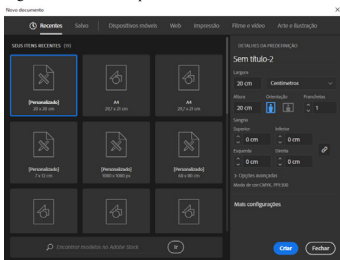 Novo documento
Recentes
Salvo
Dispositivos móveis
Web
Impressão
Filme e vídeo
Arte e ilustração
SEUS ITENS RECENTES (19)
[Personalizado]
20 x 20 cm
A4
29,7 x 21 cm
A4
29,7 x 21 cm
[Personalizado]
7 x 12 cm
[Personalizado]
1080 x 1080 px
[Personalizado]
68 x 80 cm
Encontrar modelos no Adobe Stock
Ir
DETALHES DA PREDEFINIÇÃO
Sem título-2
Largura
20 cm
Centímetros
Altura
Orientação
Pranchetas
20 cm
1
Sangria
Superior
Inferior
0 cm
0 cm
Esquerda
Direita
0 cm
0 cm
> Opções avançadas
Modo de cor:CMYK, PPI:300
Mais configurações
Criar
Fechar